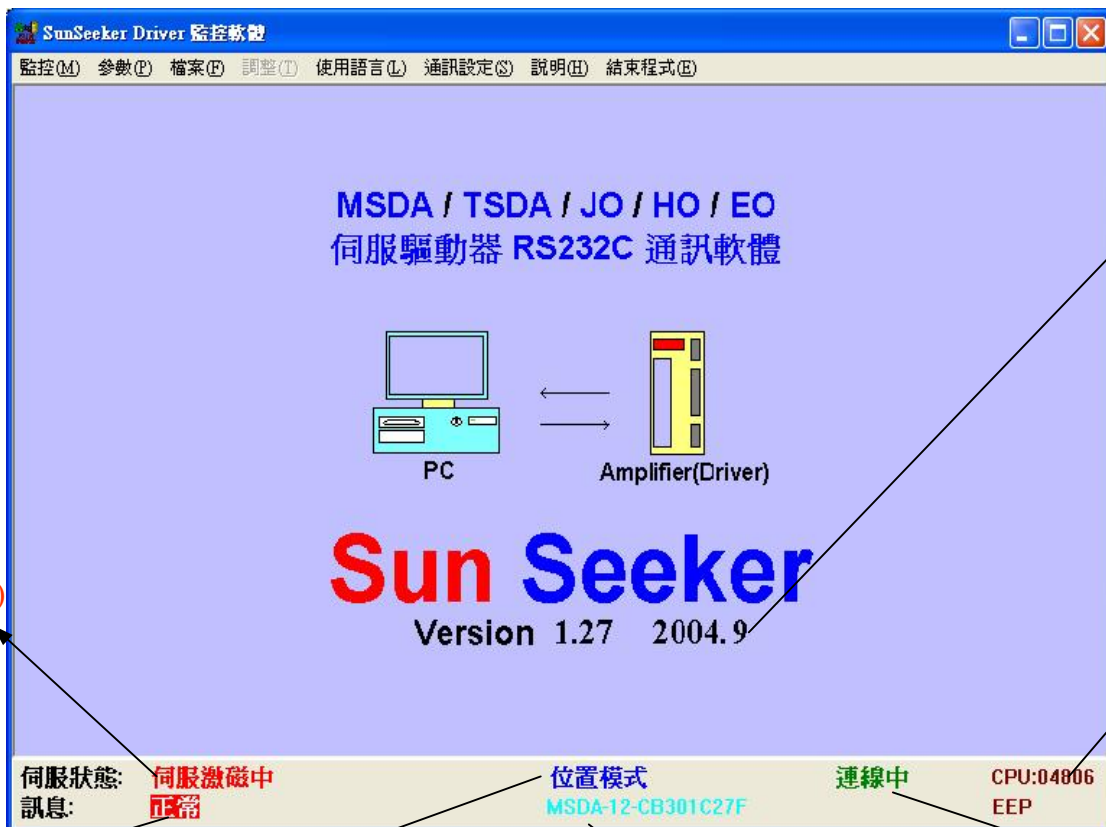 SunSeeker Driver 監控軟體
監控(M) 參數(P) 檔案(F) 調整(T) 使用語言(L) 通訊設定(S) 說明(H) 結束程式(E)
MSDA / TSDA / JO / HO / EO
伺服驅動器 RS232C 通訊軟體
PC
Amplifier(Driver)
Sun Seeker
Version 1.27 2004.9
)
伺服狀態: 伺服激磁中 位置模式 連線中 CPU:04806
訊息: 正常 MSDA-12-CB301C27F EEP